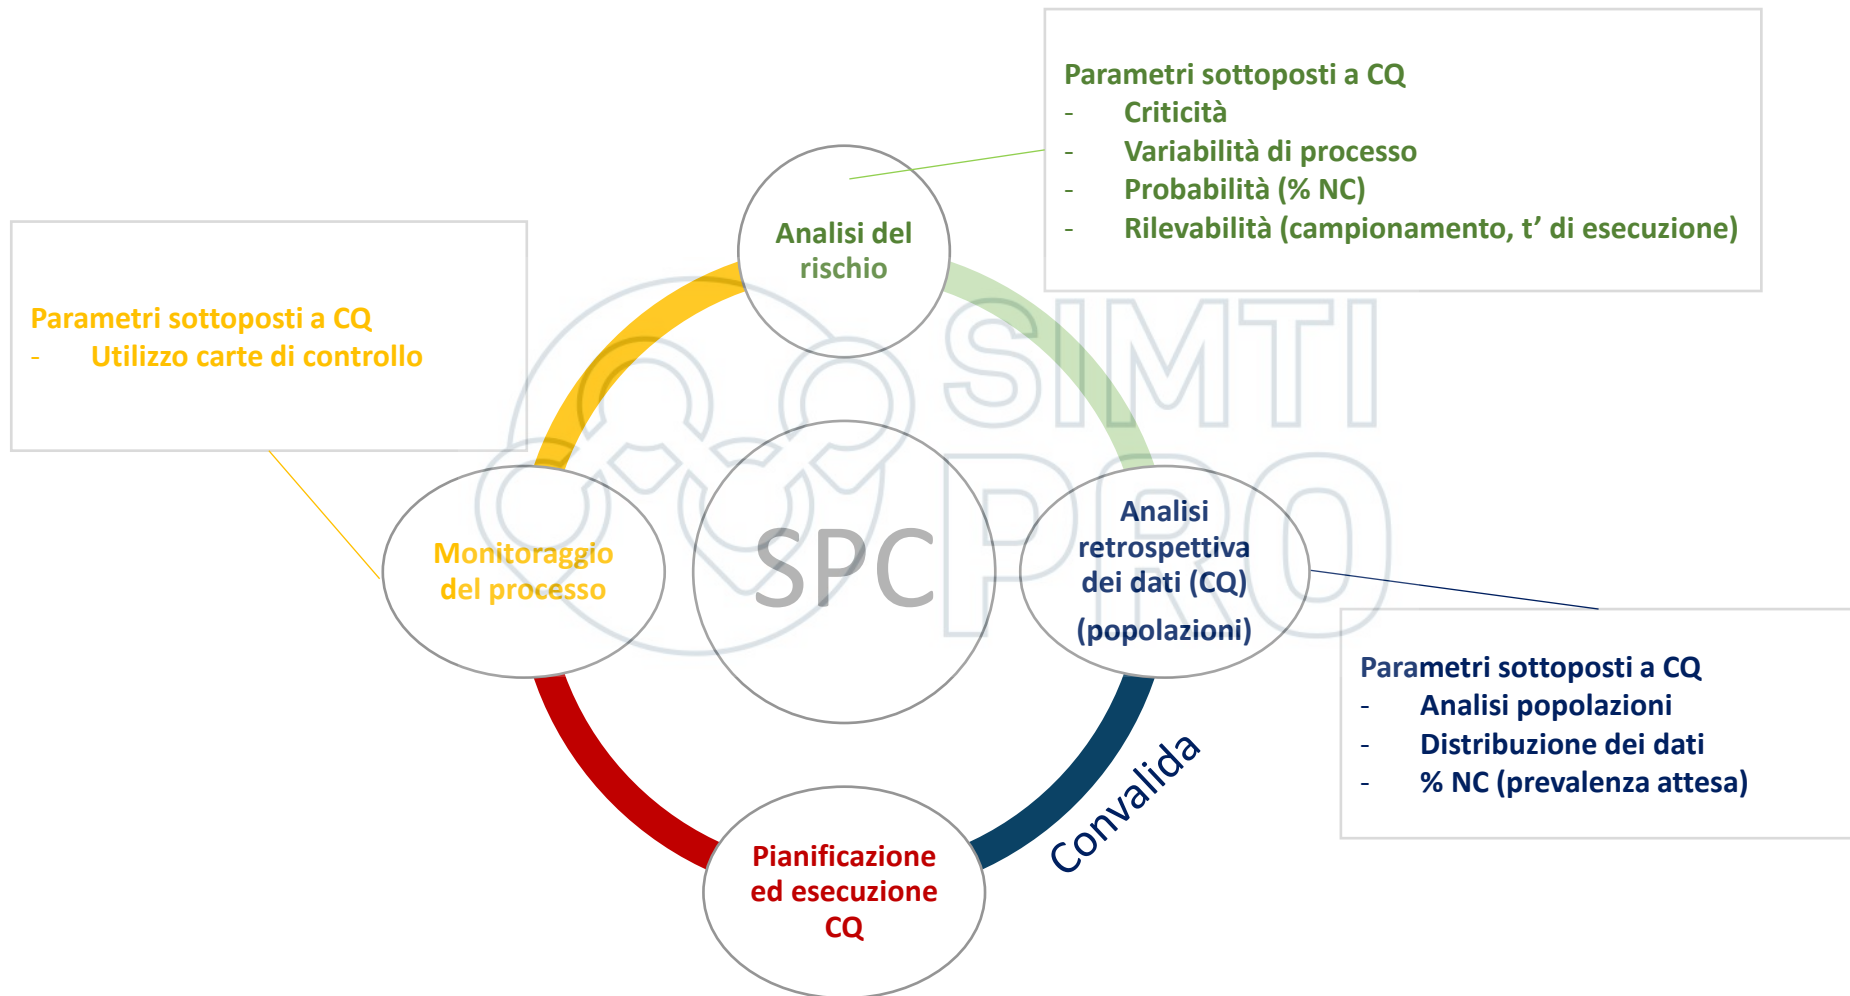 Parametri sottoposti a CQ
- Criticità
- Variabilità di processo
- Probabilità (% NC)
- Rilevabilità (campionamento, t’ di esecuzione)
Analisi del
rischio
Parametri sottoposti a CQ
- Utilizzo carte di controllo
SIMTI
PRO
Monitoraggio
del processo
SPC
Analisi
retrospettiva
dei dati (CQ)
(popolazioni)
Parametri sottoposti a CQ
- Analisi popolazioni
- Distribuzione dei dati
- % NC (prevalenza attesa)
Convalida
Pianificazione
ed esecuzione
CQ